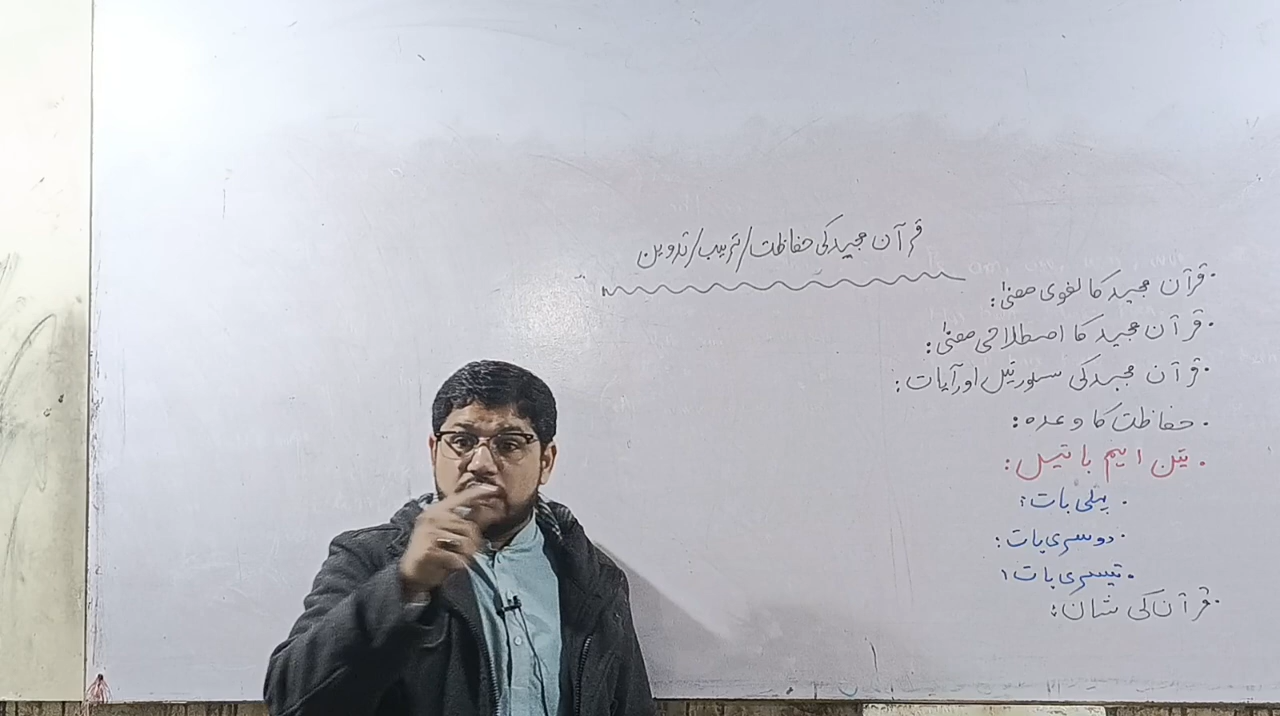 قرآن مجید کی حفاظت/ترتیب/تدوین
۔ قرآن مجید کا لغوی معنیٰ:
۔ قرآن مجید کا اصطلاحی معنیٰ:
۔ قرآن مجید کی سورتیں اور آیات:
۔ حفاظت کا وعدہ:
۔ تین اہم باتیں:
۔ پہلی بات:
۔ دوسری بات:
۔ تیسری بات:
۔ قرآن کی شان: